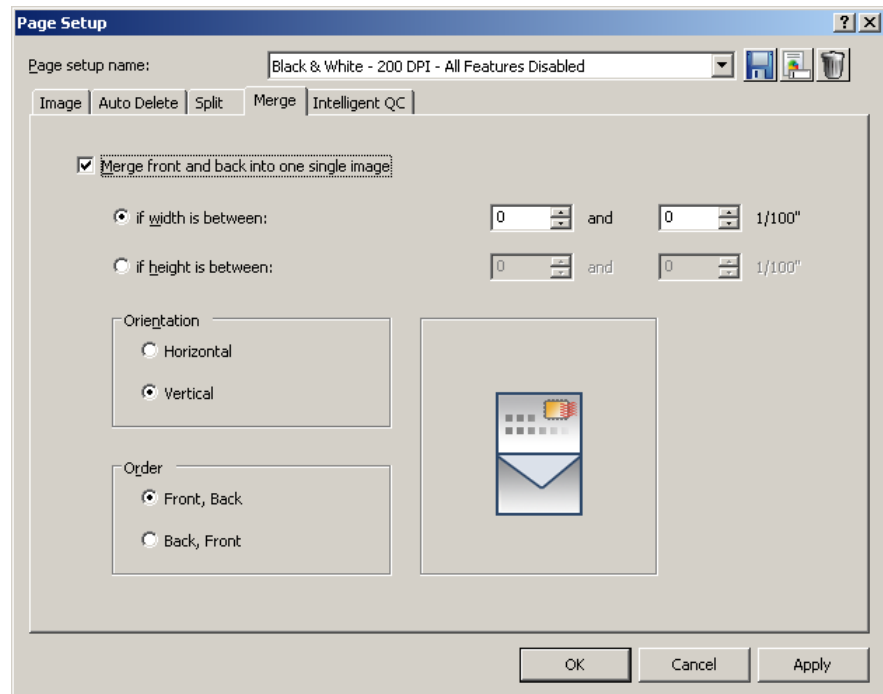 Page Setup
Page setup name: Black & White - 200 DPI - All Features Disabled
Image Auto Delete Split Merge Intelligent QC
Merge front and back into one single image
if width is between: 0 and 0 1/100"
if height is between: 0 and 0 1/100"
Orientation
Horizontal
Vertical
Order
Front, Back
Back, Front
OK Cancel Apply